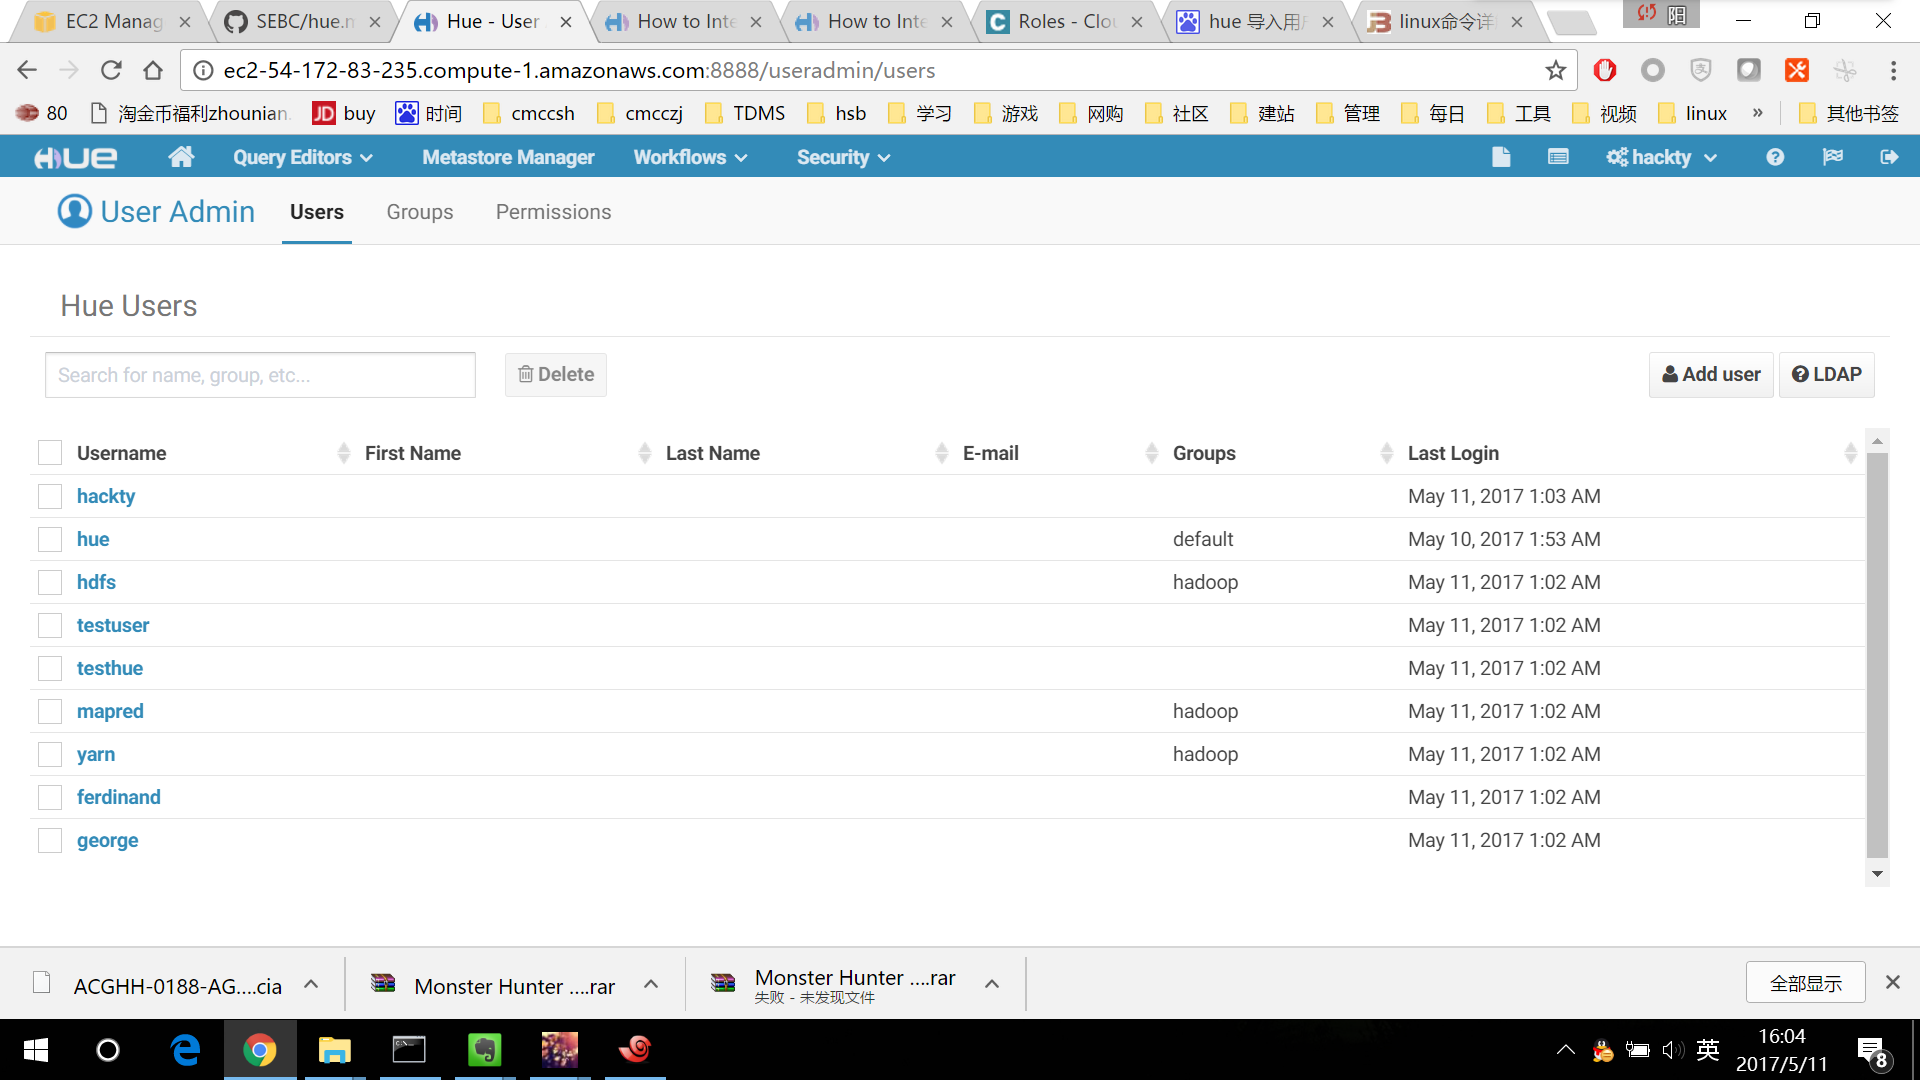 EC2 Manag
SEBC/hue.m
Hue - User
How to Inte
How to Inte
Roles - Clou
hue 导入用户
linux命令详
阳
ec2-54-172-83-235.compute-1.amazonaws.com:8888/useradmin/users
80 淘金币福利zhounian. JD buy 时间 cmccsh cmcczj TDMS hsb 学习 游戏 网购 社区 建站 管理 每日 工具 视频 linux » 其他书签
HUE Query Editors Metastore Manager Workflows Security hackty
User Admin Users Groups Permissions
Hue Users
Search for name, group, etc... Delete Add user LDAP
Username First Name Last Name E-mail Groups Last Login
hackty May 11, 2017 1:03 AM
hue default May 10, 2017 1:53 AM
hdfs hadoop May 11, 2017 1:02 AM
testuser May 11, 2017 1:02 AM
testhue May 11, 2017 1:02 AM
mapred hadoop May 11, 2017 1:02 AM
yarn hadoop May 11, 2017 1:02 AM
ferdinand May 11, 2017 1:02 AM
george May 11, 2017 1:02 AM
ACGHH-0188-AG....cia
Monster Hunter ....rar
Monster Hunter ....rar
失败 - 未发现文件
全部显示
英
16:04
2017/5/11
8